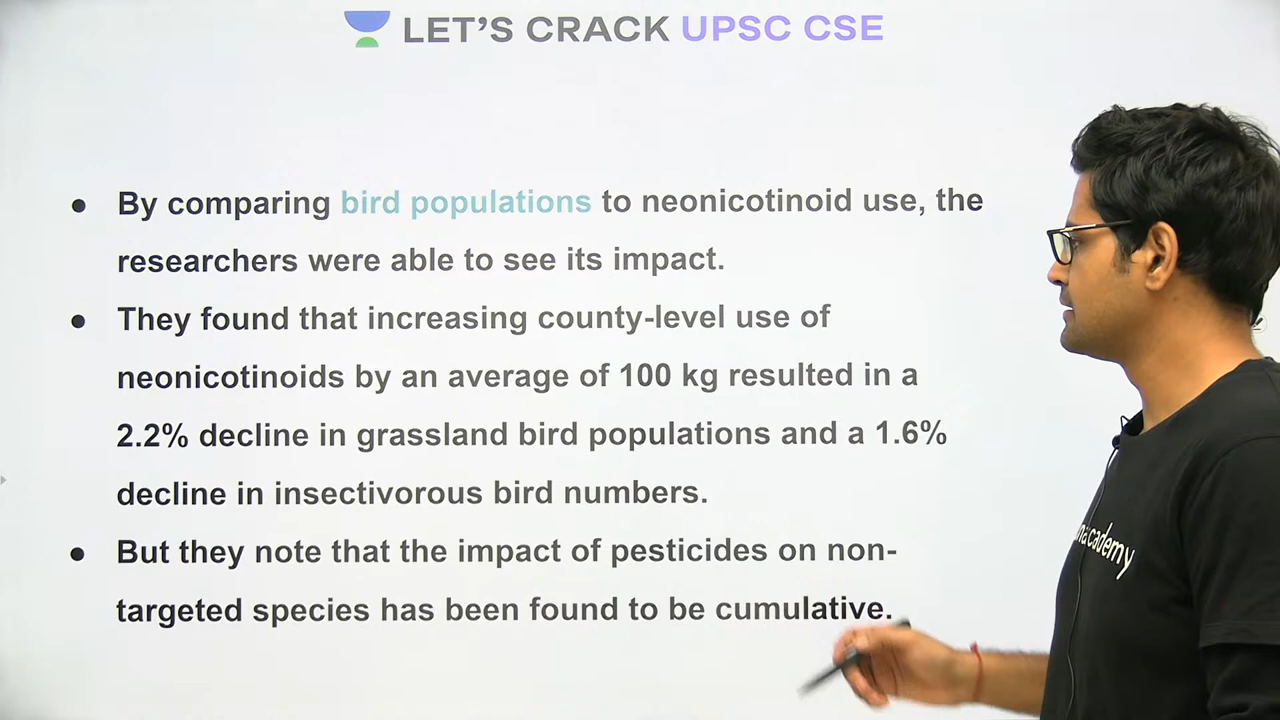 LET'S CRACK UPSC CSE
● By comparing bird populations to neonicotinoid use, the
researchers were able to see its impact.
● They found that increasing county-level use of
neonicotinoids by an average of 100 kg resulted in a
2.2% decline in grassland bird populations and a 1.6%
decline in insectivorous bird numbers.
● But they note that the impact of pesticides on non-
targeted species has been found to be cumulative.
nacademy